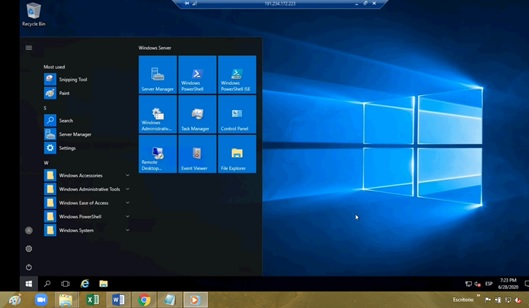 191.234.772.223
Recycle Bin
Windows Server
Most used
Snipping Tool
Paint
S
Search
Server Manager
Settings
W
Windows Accessories
Windows Administrative Tools
Windows Ease of Access
Windows PowerShell
Windows System
Server Manager
Windows PowerShell
Windows PowerShell ISE
Windows Administrativ...
Task Manager
Control Panel
Remote Desktop...
Event Viewer
File Explorer
ESP
7:21 PM
6/28/2020
Escritorio